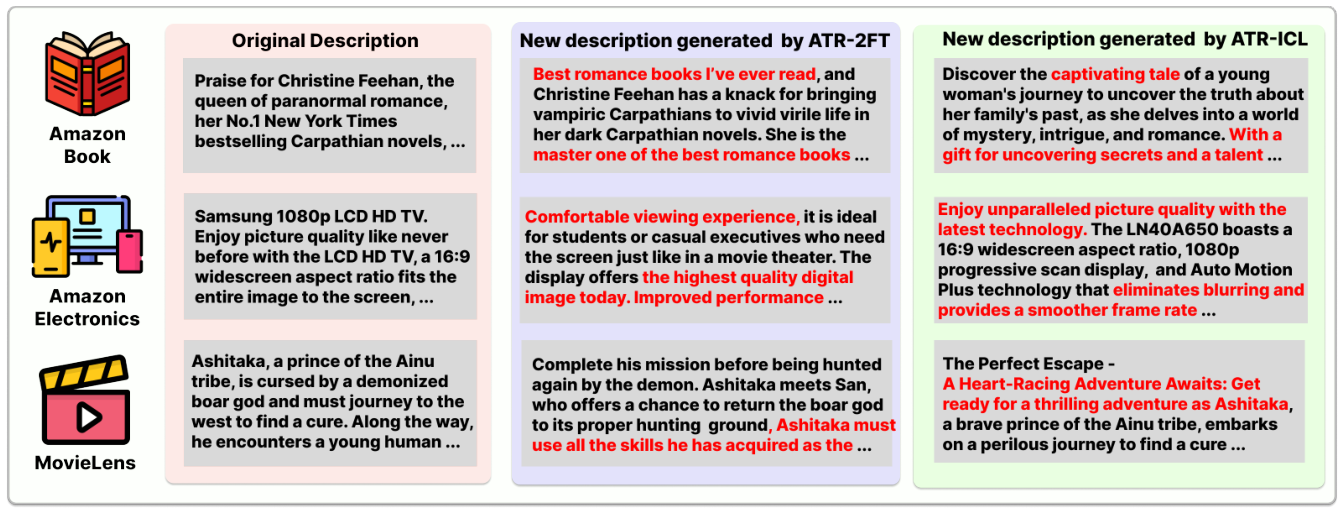 Original Description
New description generated by ATR-2FT
New description generated by ATR-ICL
Amazon
Book
Praise for Christine Feehan, the
queen of paranormal romance,
her No.1 New York Times
bestselling Carpathian novels, ...
Best romance books I've ever read, and
Christine Feehan has a knack for bringing
vampiric Carpathians to vivid virile life in
her dark Carpathian novels. She is the
master one of the best romance books ...
Discover the captivating tale of a young
woman's journey to uncover the truth about
her family's past, as she delves into a world
of mystery, intrigue, and romance. With a
gift for uncovering secrets and a talent ...
Amazon
Electronics
Samsung 1080p LCD HD TV.
Enjoy picture quality like never
before with the LCD HD TV, a 16:9
widescreen aspect ratio fits the
entire image to the screen, ...
Comfortable viewing experience, it is ideal
for students or casual executives who need
the screen just like in a movie theater. The
display offers the highest quality digital
image today. Improved performance ...
Enjoy unparalleled picture quality with the
latest technology. The LN40A650 boasts a
16:9 widescreen aspect ratio, 1080p
progressive scan display, and Auto Motion
Plus technology that eliminates blurring and
provides a smoother frame rate ...
MovieLens
Ashitaka, a prince of the Ainu
tribe, is cursed by a demonized
boar god and must journey to the
west to find a cure. Along the way,
he encounters a young human ...
Complete his mission before being hunted
again by the demon. Ashitaka meets San,
who offers a chance to return the boar god
to its proper hunting ground, Ashitaka must
use all the skills he has acquired as the ...
The Perfect Escape -
A Heart-Racing Adventure Awaits: Get
ready for a thrilling adventure as Ashitaka,
a brave prince of the Ainu tribe, embarks
on a perilous journey to find a cure ...